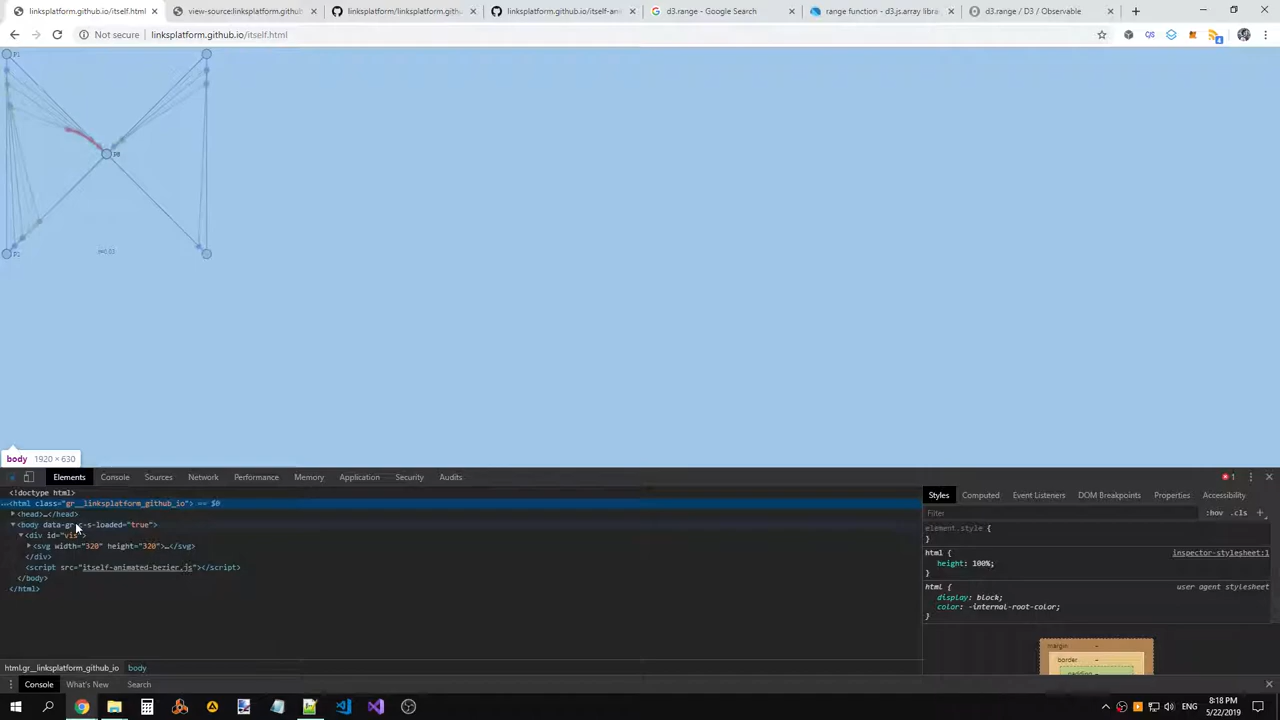 linksplatform.github.io/itself.html
view-source:linksplatform.github
linksplatform/linksplatform.github
linksplatform.github.io/itself-ani
d3.range - Google Search
range function - d3.js array libra
d3.range / D3 / Observable
Not secure
linksplatform.github.io/itself.html
body 1920 × 630
Elements Console Sources Network Performance Memory Application Security Audits
1
<!doctype html>
<html class="gr__linksplatform_github_io"> == $0
<head>…</head>
<body data-gr-c-s-loaded="true">
<div id="vis">
<svg width="320" height="320">…</svg>
</div>
<script src="itself-animated-bezier.js"></script>
</body>
</html>
html.gr__linksplatform_github_io body
Styles Computed Event Listeners DOM Breakpoints Properties Accessibility
Filter :hov .cls
element.style {
}
html { inspector-stylesheet:1
height: 100%;
}
html { user agent stylesheet
display: block;
color: -internal-root-color;
}
margin -
border -
Console What's New Search
ENG
8:18 PM
5/22/2019